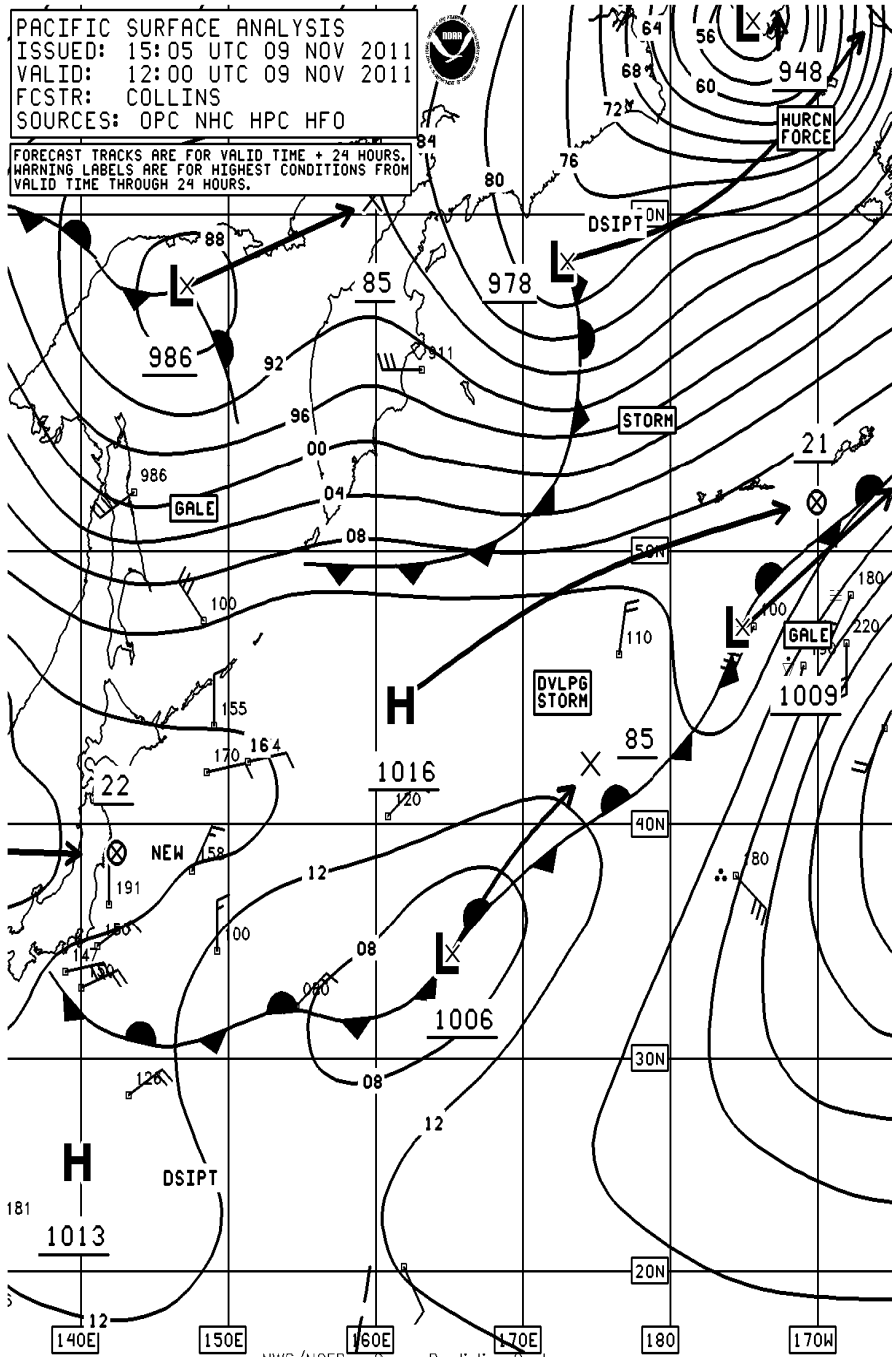 PACIFIC SURFACE ANALYSIS
ISSUED: 15:05 UTC 09 NOV 2011
VALID: 12:00 UTC 09 NOV 2011
FCSTR: COLLINS
SOURCES: OPC NHC HPC HFO
FORECAST TRACKS ARE FOR VALID TIME + 24 HOURS.
WARNING LABELS ARE FOR HIGHEST CONDITIONS FROM
VALID TIME THROUGH 24 HOURS.
NOAA
64
56
L
948
68
60
72
HURCN
FORCE
84
76
80
DSIPT
88
L
85
978
L
986
92
911
96
STORM
00
21
986
GALE
04
08
50N
100
180
L
100
GALE
220
110
DVLPG
STORM
H
1009
155
85
170
164
1016
22
120
40N
NEW
158
12
180
191
150
100
147
08
L
080
1006
30N
126
08
12
H
DSIPT
181
1013
20N
12
140E
150E
160E
170E
180
170W